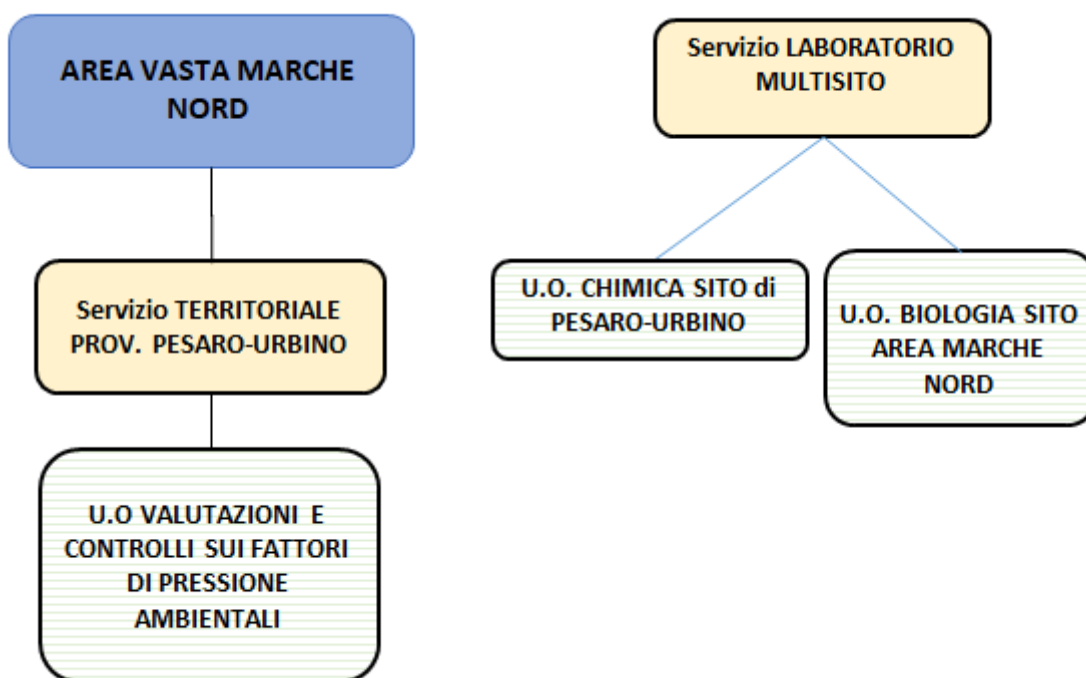 AREA VASTA MARCHE
NORD
Servizio TERRITORIALE
PROV. PESARO-URBINO
U.O VALUTAZIONI E
CONTROLLI SUI FATTORI
DI PRESSIONE
AMBIENTALI
Servizio LABORATORIO
MULTISITO
U.O. CHIMICA SITO di
PESARO-URBINO
U.O. BIOLOGIA SITO
AREA MARCHE
NORD